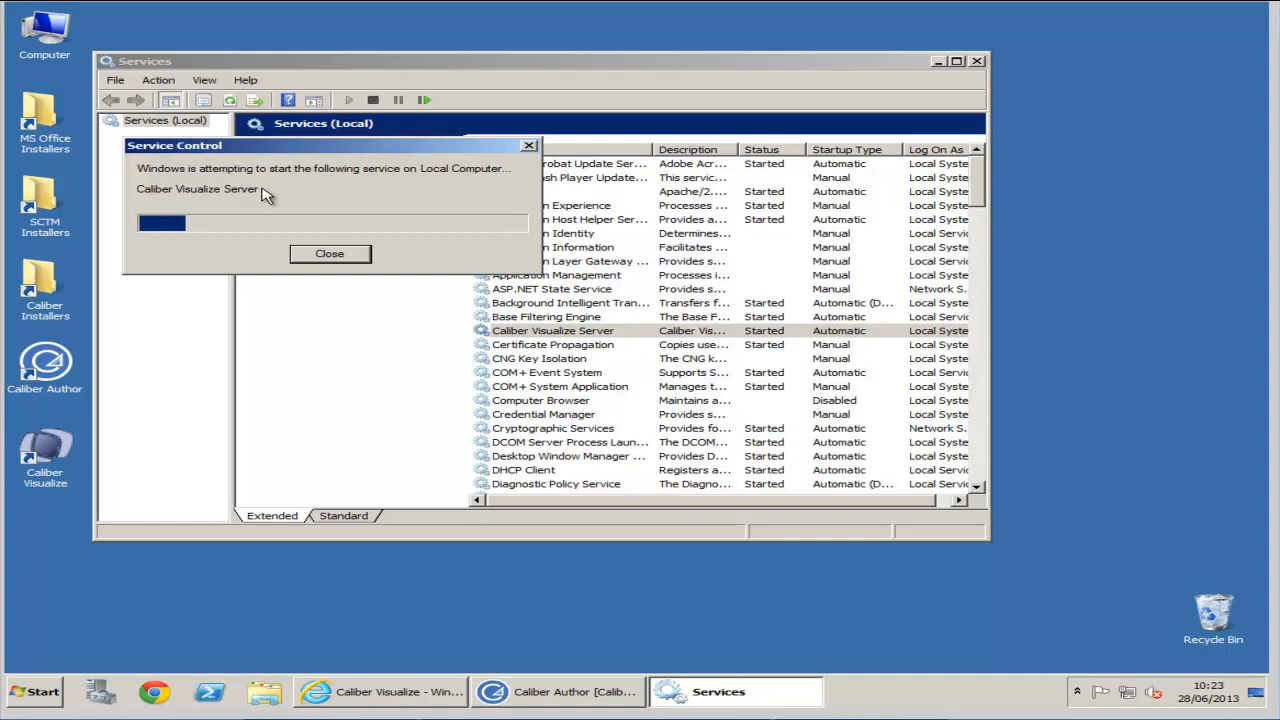 Computer
MS Office
Installers
SCTM
Installers
Caliber
Installers
Caliber Author
Caliber
Visualize
Services
File Action View Help
Services (Local)
Services (Local)
Service Control
Windows is attempting to start the following service on Local Computer...
Caliber Visualize Server
Close
Description Status Startup Type Log On As
robat Update Ser... Adobe Acr... Started Automatic Local Syste
sh Player Update... This servic... Manual Local Syste
Apache/2.... Started Automatic Local Syste
n Experience Processes ... Started Manual Local Syste
n Host Helper Ser... Provides a... Started Automatic Local Syste
n Identity Determines... Manual Local Servic
n Information Facilitates ... Started Manual Local Syste
n Layer Gateway ... Provides s... Manual Local Servic
Application Management Processes i... Manual Local Syste
ASP.NET State Service Provides s... Manual Network S...
Background Intelligent Tran... Transfers f... Started Automatic (D... Local Syste
Base Filtering Engine The Base F... Started Automatic Local Servic
Caliber Visualize Server Caliber Vis... Started Automatic Local Syste
Certificate Propagation Copies use... Started Manual Local Syste
CNG Key Isolation The CNG k... Manual Local Syste
COM+ Event System Supports S... Started Automatic Local Servic
COM+ System Application Manages t... Started Manual Local Syste
Computer Browser Maintains a... Disabled Local Syste
Credential Manager Provides s... Manual Local Syste
Cryptographic Services Provides fo... Started Automatic Network S...
DCOM Server Process Laun... The DCOM... Started Automatic Local Syste
Desktop Window Manager ... Provides D... Started Automatic Local Syste
DHCP Client Registers a... Started Automatic Local Servic
Diagnostic Policy Service The Diagno... Started Automatic (D... Local Servic
Extended Standard
Recycle Bin
Start
Caliber Visualize - Win...
Caliber Author [Calib...
Services
10:23
28/06/2013